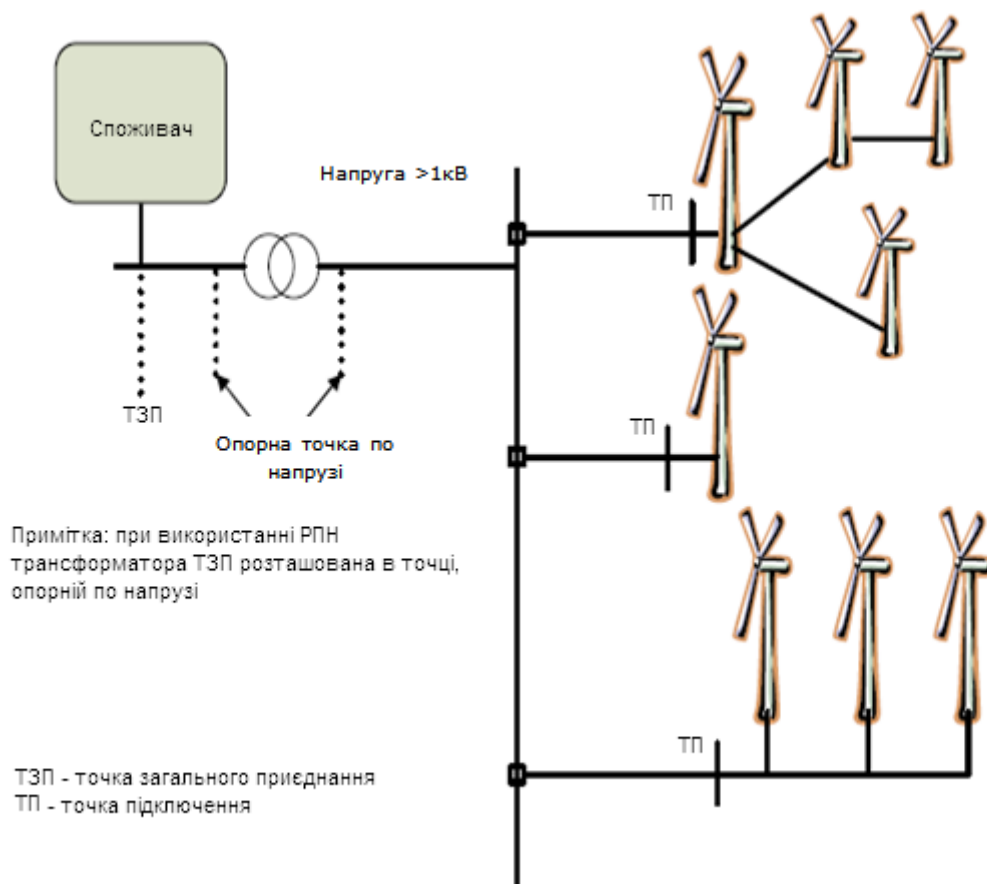 Споживач
Напруга >1кВ
ТП
ТЗП
Опорна точка по
напрузі
ТП
Примітка: при використанні РПН
трансформатора ТЗП розташована в точці,
опорній по напрузі
ТП
ТЗП - точка загального приєднання
ТП - точка підключення